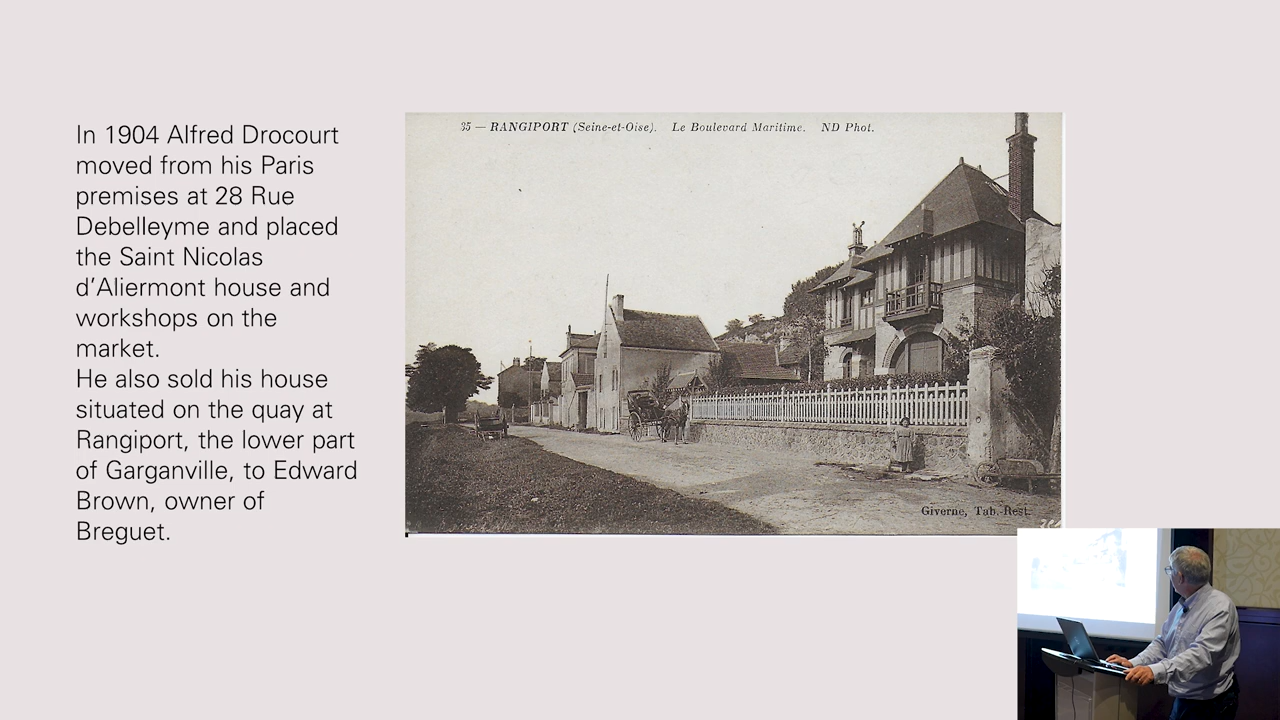 In 1904 Alfred Drocourt
moved from his Paris
premises at 28 Rue
Debelleyme and placed
the Saint Nicolas
d’Aliermont house and
workshops on the
market.
He also sold his house
situated on the quay at
Rangiport, the lower part
of Garganville, to Edward
Brown, owner of
Breguet.
35 — RANGIPORT (Seine-et-Oise). Le Boulevard Maritime. ND Phot.
Giverne, Tab.-Rest.